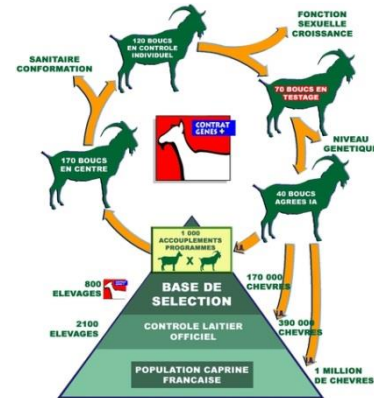 120 BOUCS
EN CONTROLE
INDIVIDUEL
FONCTION
SEXUELLE
CROISSANCE
SANITAIRE
CONFORMATION
70 BOUCS EN
TESTAGE
CONTRAT
GENES +
NIVEAU
GENETIQUE
170 BOUCS
EN CENTRE
40 BOUCS
AGREES IA
1 000
ACCOUPLEMENTS
PROGRAMMES
X
800
ELEVAGES
BASE DE
SELECTION
170 000
CHEVRES
2100
ELEVAGES
CONTROLE LAITIER
OFFICIEL
390 000
CHEVRES
POPULATION CAPRINE
FRANCAISE
1 MILLION
DE CHEVRES